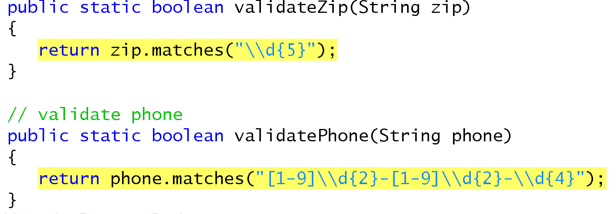 public static boolean validateZip(String zip)
{
return zip.matches("\\d{5}");
}
// validate phone
public static boolean validatePhone(String phone)
{
return phone.matches("[1-9]\\d{2}-[1-9]\\d{2}-\\d{4}");
}